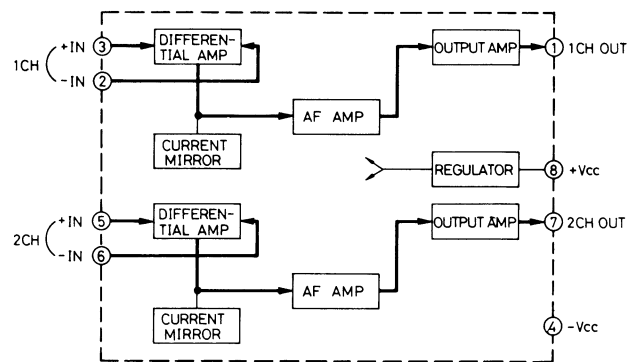 1CH
+IN
3
DIFFEREN-
TIAL AMP
-IN
2
CURRENT
MIRROR
AF AMP
OUTPUT AMP
1
1CH OUT
REGULATOR
8
+Vcc
2CH
+IN
5
DIFFEREN-
TIAL AMP
-IN
6
CURRENT
MIRROR
AF AMP
OUTPUT AMP
7
2CH OUT
4
-Vcc